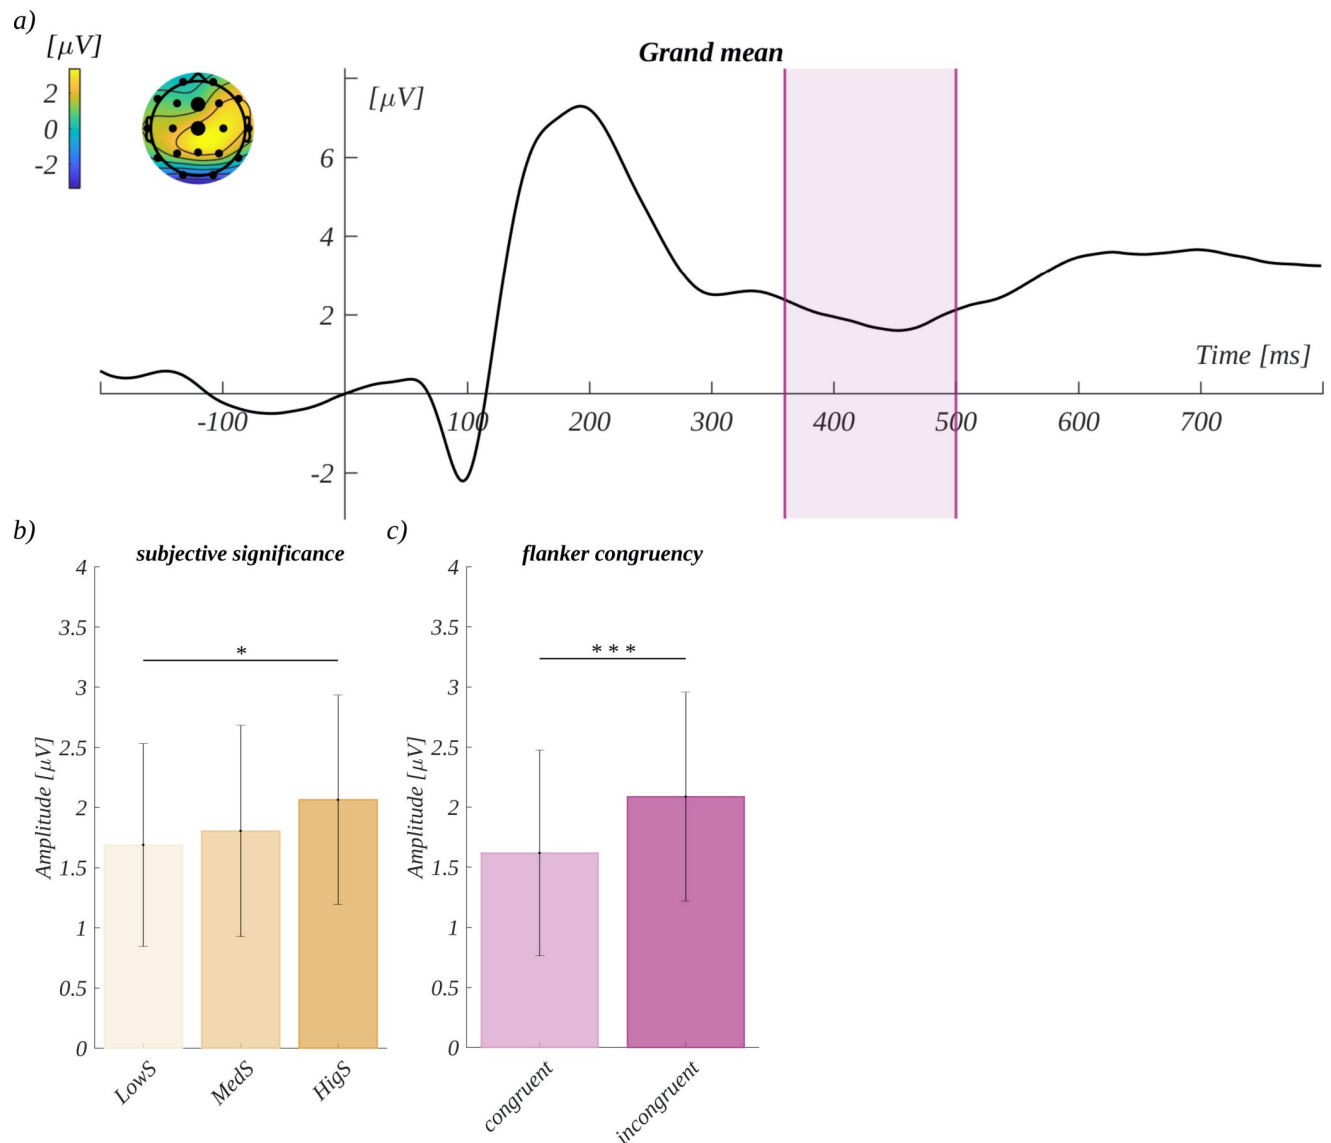 a)
[μV]
Grand mean
[μV]
2
0
-2
6
4
2
-2
Time [ms]
-100 100 200 300 400 500 600 700
b)
subjective significance
4
3.5
3
2.5
2
1.5
1
0.5
0
Amplitude [μV]
*
LowS
MedS
HigS
c)
flanker congruency
4
3.5
3
2.5
2
1.5
1
0.5
0
Amplitude [μV]
* * *
congruent
incongruent